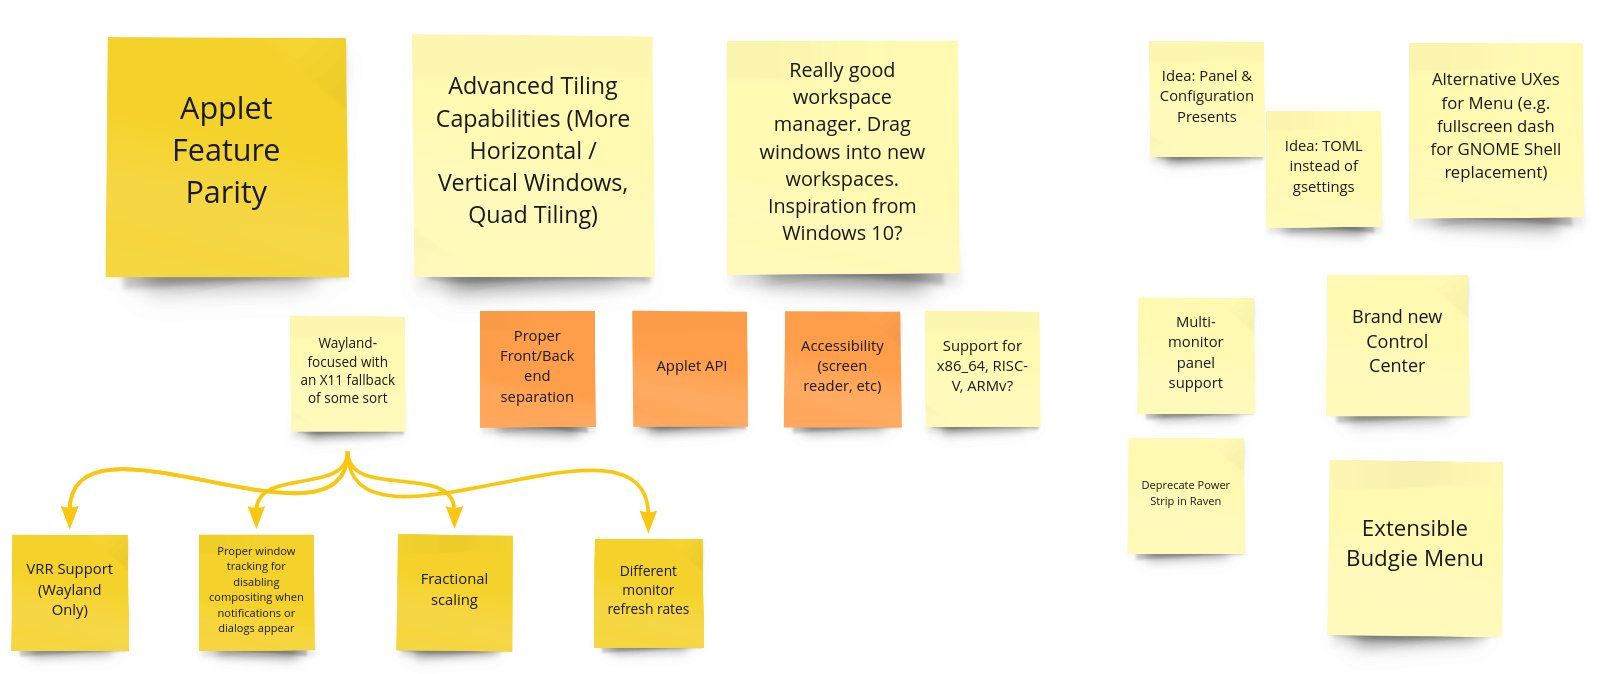 Applet
Feature
Parity
Advanced Tiling
Capabilities (More
Horizontal /
Vertical Windows,
Quad Tiling)
Really good
workspace
manager. Drag
windows into new
workspaces.
Inspiration from
Windows 10?
Idea: Panel &
Configuration
Presents
Idea: TOML
instead of
gsettings
Alternative UXes
for Menu (e.g.
fullscreen dash
for GNOME Shell
replacement)
Wayland-
focused with
an X11 fallback
of some sort
Proper
Front/Back
end
separation
Applet API
Accessibility
(screen
reader, etc)
Support for
x86_64, RISC-
V, ARMv?
Multi-
monitor
panel
support
Brand new
Control
Center
Deprecate Power
Strip in Raven
Extensible
Budgie Menu
VRR Support
(Wayland
Only)
Proper window
tracking for
disabling
compositing when
notifications or
dialogs appear
Fractional
scaling
Different
monitor
refresh rates